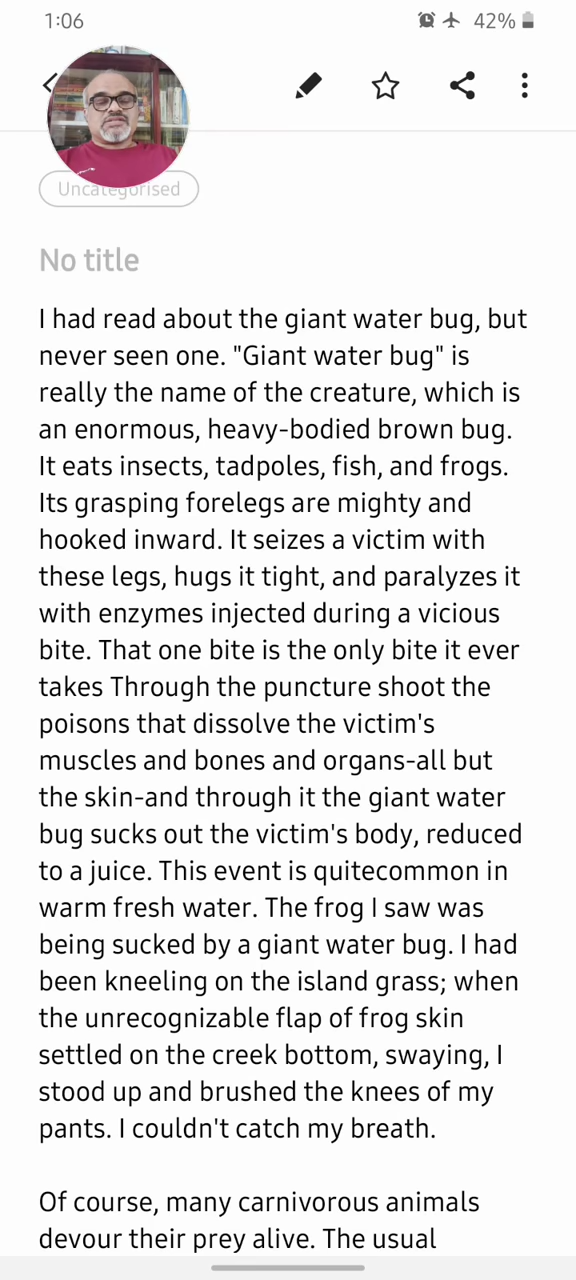 1:06
42%
Uncategorised
No title
I had read about the giant water bug, but
never seen one. "Giant water bug" is
really the name of the creature, which is
an enormous, heavy-bodied brown bug.
It eats insects, tadpoles, fish, and frogs.
Its grasping forelegs are mighty and
hooked inward. It seizes a victim with
these legs, hugs it tight, and paralyzes it
with enzymes injected during a vicious
bite. That one bite is the only bite it ever
takes Through the puncture shoot the
poisons that dissolve the victim's
muscles and bones and organs-all but
the skin-and through it the giant water
bug sucks out the victim's body, reduced
to a juice. This event is quitecommon in
warm fresh water. The frog I saw was
being sucked by a giant water bug. I had
been kneeling on the island grass; when
the unrecognizable flap of frog skin
settled on the creek bottom, swaying, I
stood up and brushed the knees of my
pants. I couldn't catch my breath.
Of course, many carnivorous animals
devour their prey alive. The usual